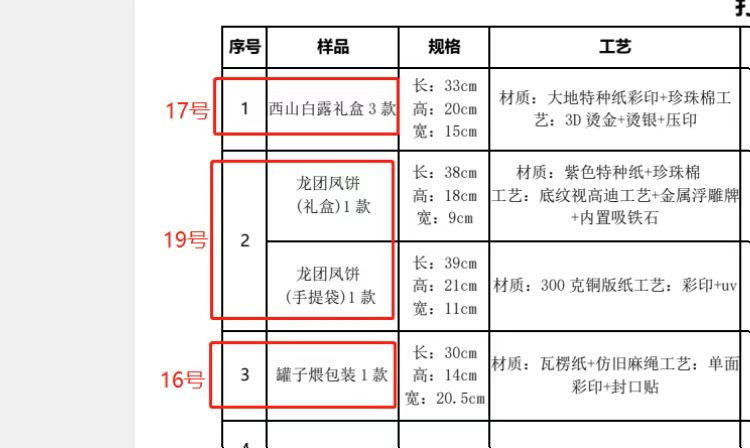 序号 样品 规格 工艺
17号
1
西山白露礼盒 3 款
长：33cm
高：20cm
宽：15cm
材质：大地特种纸彩印+珍珠棉工
艺：3D 烫金+烫银+压印
19号
2
龙团凤饼
(礼盒)1 款
长：38cm
高：18cm
宽：9cm
材质：紫色特种纸+珍珠棉
工艺：底纹视高迪工艺+金属浮雕牌
+内置吸铁石
龙团凤饼
(手提袋)1 款
长：39cm
高：21cm
宽：11cm
材质：300 克铜版纸工艺：彩印+uv
16号
3
罐子煨包装 1 款
长：30cm
高：14cm
宽：20.5cm
材质：瓦楞纸+仿旧麻绳工艺：单面
彩印+封口贴